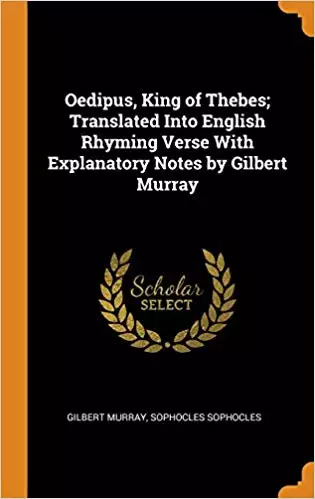 Oedipus, King of Thebes;
Translated Into English
Rhyming Verse With
Explanatory Notes by Gilbert
Murray
Scholar
SELECT
GILBERT MURRAY, SOPHOCLES SOPHOCLES